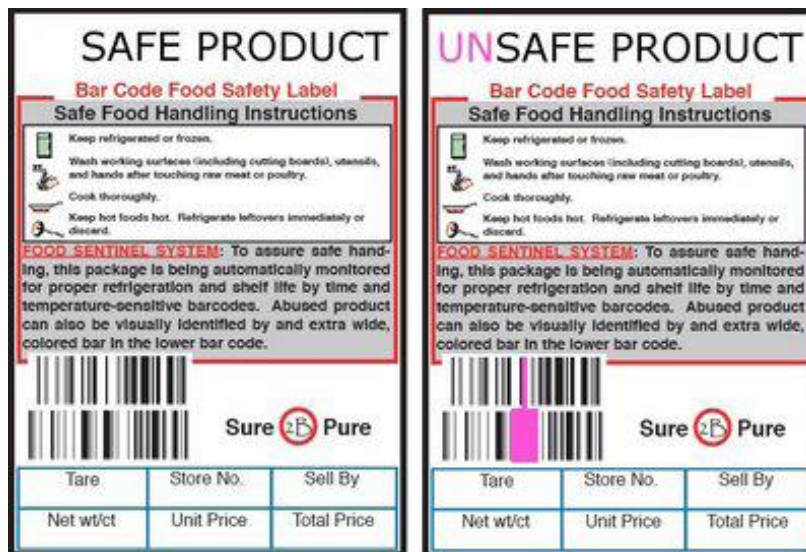 SAFE PRODUCT
Bar Code Food Safety Label
Safe Food Handling Instructions
Keep refrigerated or frozen.
Wash working surfaces (including cutting boards), utensils,
and hands after touching raw meat or poultry.
Cook thoroughly.
Keep hot foods hot. Refrigerate leftovers immediately or
discard.
FOOD SENTINEL SYSTEM: To assure safe hand-
ing, this package is being automatically monitored
for proper refrigeration and shelf life by time and
temperature-sensitive barcodes. Abused product
can also be visually identified by and extra wide,
colored bar in the lower bar code.
Sure 2B Pure
Tare Store No. Sell By
Net wt/ct Unit Price Total Price
UNSAFE PRODUCT
Bar Code Food Safety Label
Safe Food Handling Instructions
Keep refrigerated or frozen.
Wash working surfaces (including cutting boards), utensils,
and hands after touching raw meat or poultry.
Cook thoroughly.
Keep hot foods hot. Refrigerate leftovers immediately or
discard.
FOOD SENTINEL SYSTEM: To assure safe hand-
ing, this package is being automatically monitored
for proper refrigeration and shelf life by time and
temperature-sensitive barcodes. Abused product
can also be visually identified by and extra wide,
colored bar in the lower bar code.
Sure 2B Pure
Tare Store No. Sell By
Net wt/ct Unit Price Total Price